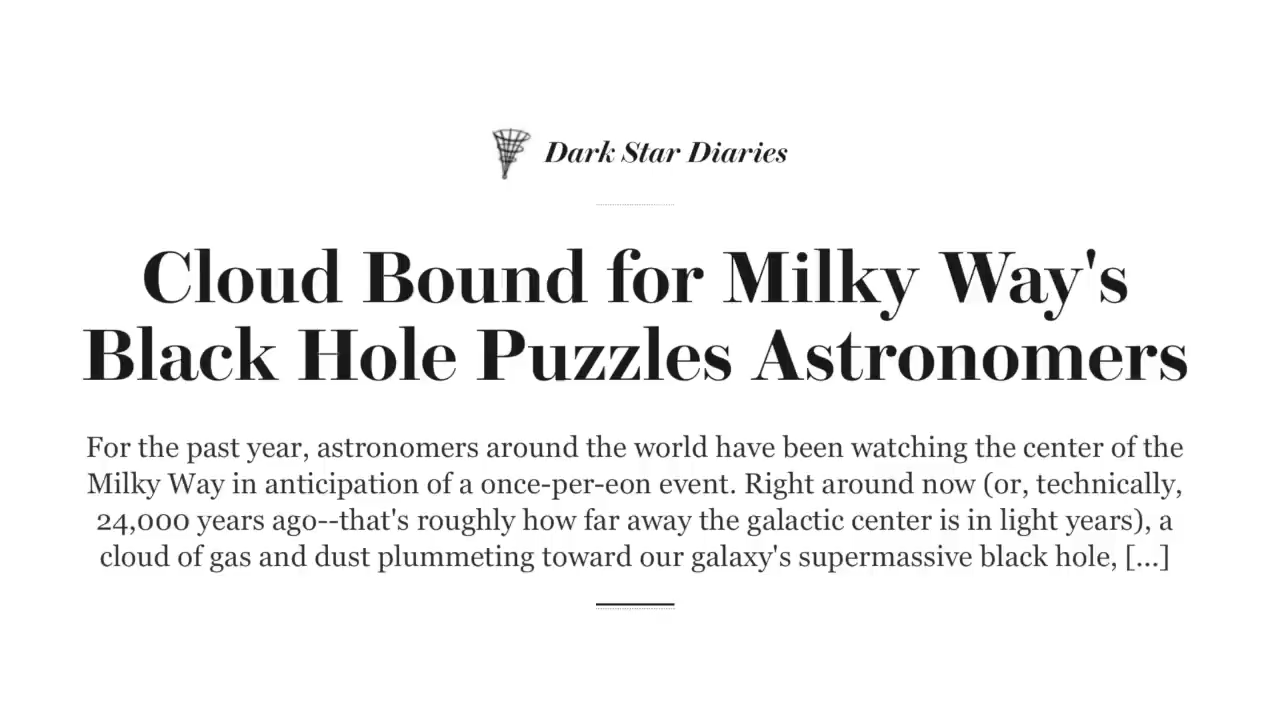 Dark Star Diaries
Cloud Bound for Milky Way's
Black Hole Puzzles Astronomers
For the past year, astronomers around the world have been watching the center of the
Milky Way in anticipation of a once-per-eon event. Right around now (or, technically,
24,000 years ago--that's roughly how far away the galactic center is in light years), a
cloud of gas and dust plummeting toward our galaxy's supermassive black hole, [...]